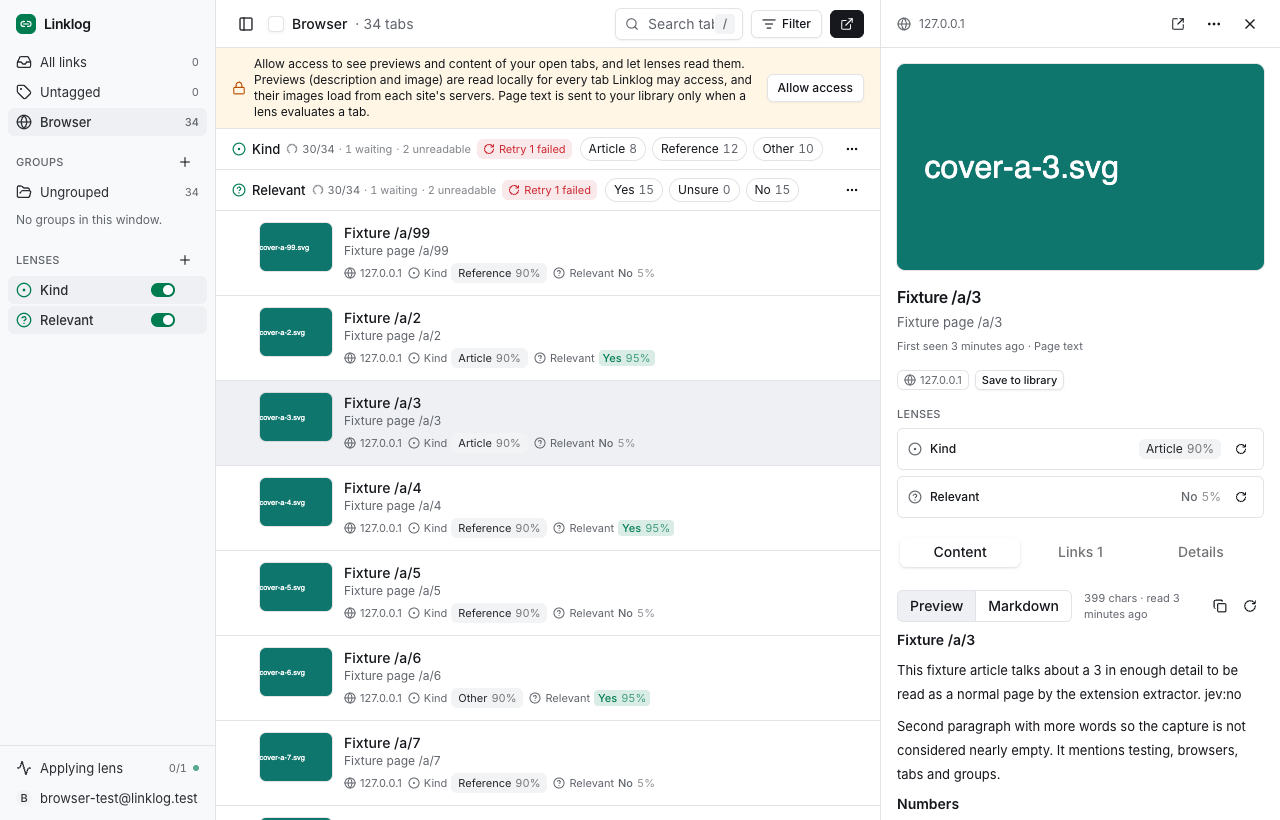 Linklog
All links 0
Untagged 0
Browser 34
GROUPS
Ungrouped 34
No groups in this window.
LENSES
Kind
Relevant
Applying lens 0/1
B browser-test@linklog.test
Browser · 34 tabs
Search tab /
Filter
Allow access to see previews and content of your open tabs, and let lenses read them.
Previews (description and image) are read locally for every tab Linklog may access, and
their images load from each site's servers. Page text is sent to your library only when a
lens evaluates a tab.
Allow access
Kind 30/34 · 1 waiting · 2 unreadable Retry 1 failed Article 8 Reference 12 Other 10
Relevant 30/34 · 1 waiting · 2 unreadable Retry 1 failed Yes 15 Unsure 0 No 15
cover-a-99.svg
Fixture /a/99
Fixture page /a/99
127.0.0.1 Kind Reference 90% Relevant No 5%
cover-a-2.svg
Fixture /a/2
Fixture page /a/2
127.0.0.1 Kind Article 90% Relevant Yes 95%
cover-a-3.svg
Fixture /a/3
Fixture page /a/3
127.0.0.1 Kind Article 90% Relevant No 5%
cover-a-4.svg
Fixture /a/4
Fixture page /a/4
127.0.0.1 Kind Reference 90% Relevant Yes 95%
cover-a-5.svg
Fixture /a/5
Fixture page /a/5
127.0.0.1 Kind Reference 90% Relevant No 5%
cover-a-6.svg
Fixture /a/6
Fixture page /a/6
127.0.0.1 Kind Other 90% Relevant Yes 95%
cover-a-7.svg
Fixture /a/7
Fixture page /a/7
127.0.0.1 Kind Reference 90% Relevant No 5%
127.0.0.1
cover-a-3.svg
Fixture /a/3
Fixture page /a/3
First seen 3 minutes ago · Page text
127.0.0.1 Save to library
LENSES
Kind Article 90%
Relevant No 5%
Content Links 1 Details
Preview Markdown 399 chars · read 3
minutes ago
Fixture /a/3
This fixture article talks about a 3 in enough detail to be
read as a normal page by the extension extractor. jev:no
Second paragraph with more words so the capture is not
considered nearly empty. It mentions testing, browsers,
tabs and groups.
Numbers